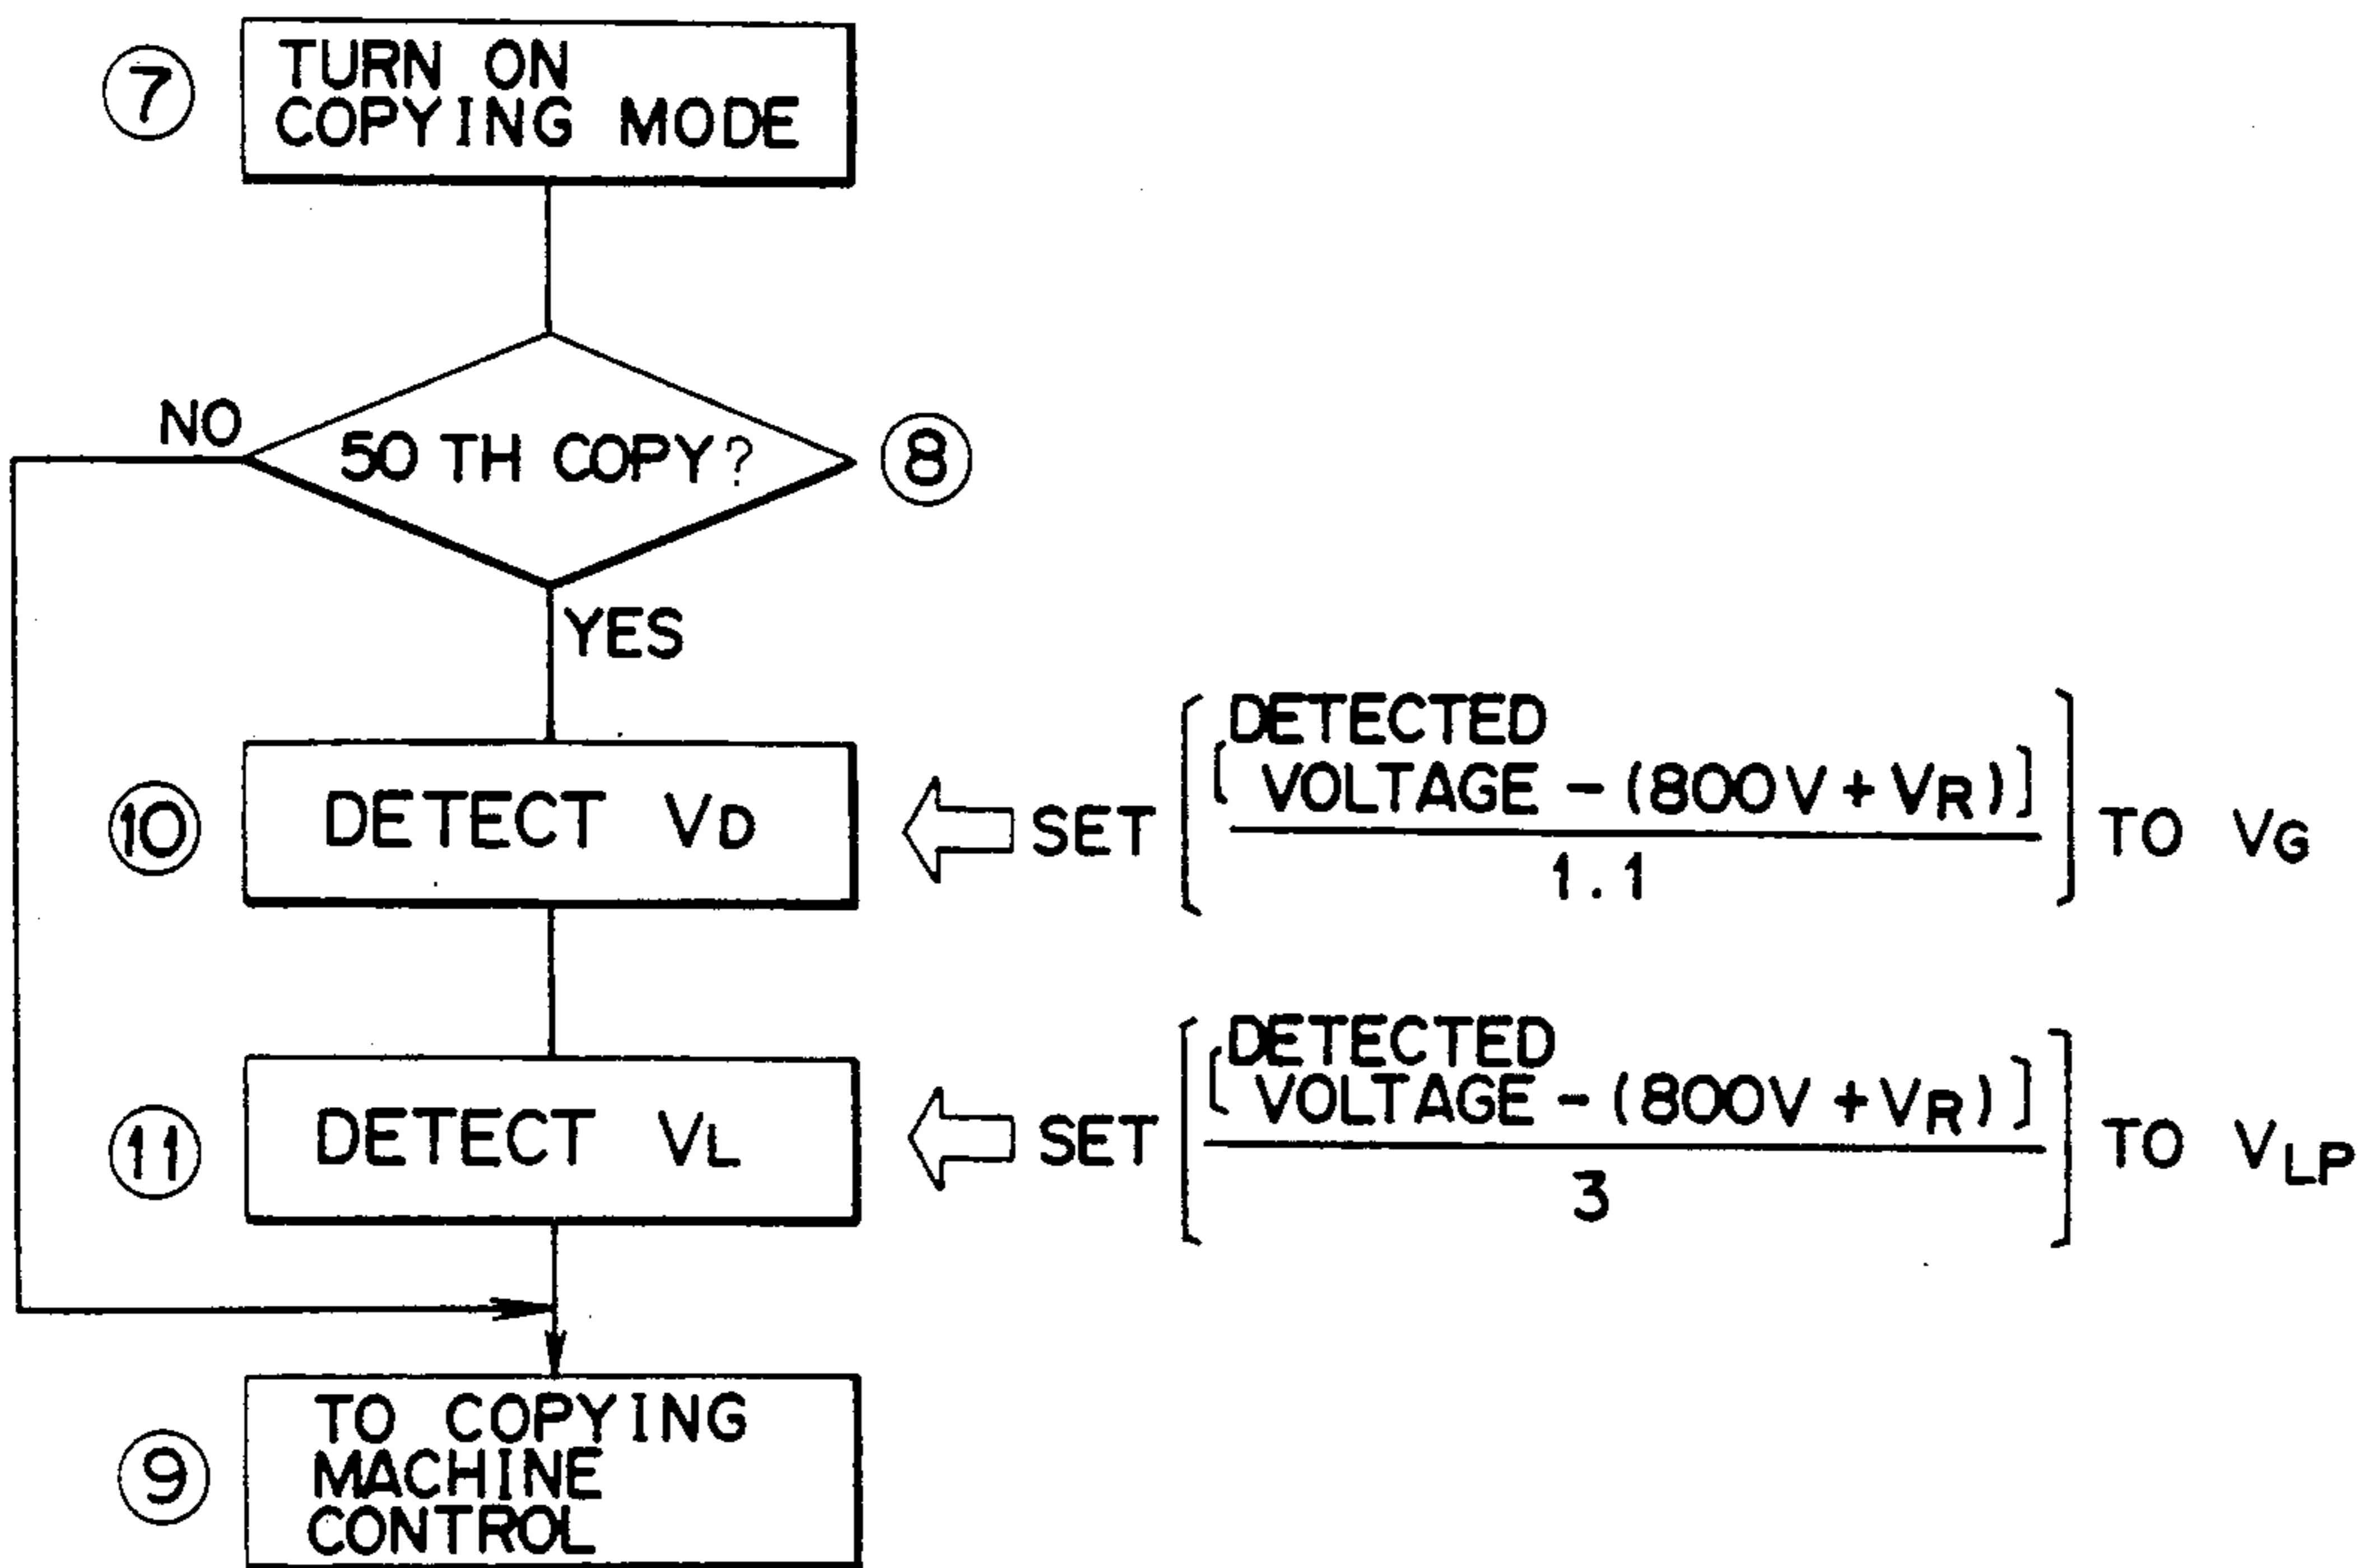 7
TURN ON
COPYING MODE
NO
50 TH COPY?
8
YES
10
DETECT VD
SET
DETECTED
[VOLTAGE - (800V + VR)]
1.1
TO VG
11
DETECT VL
SET
DETECTED
[VOLTAGE - (800V + VR)]
3
TO VLP
9
TO COPYING
MACHINE
CONTROL